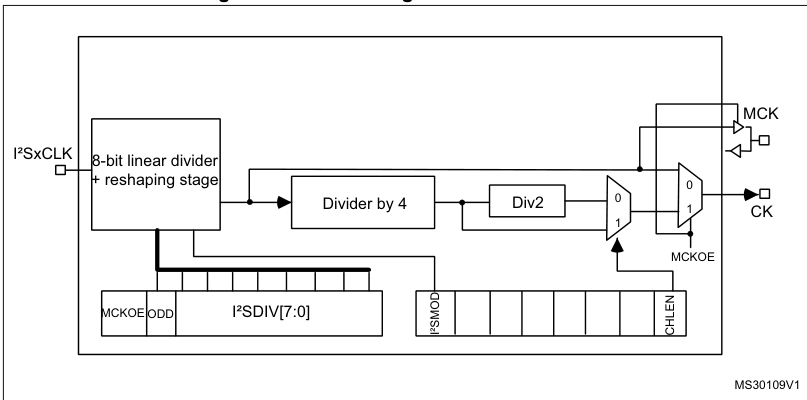 MCK
I²SxCLK
8-bit linear divider
+ reshaping stage
Divider by 4
Div2
0
1
0
1
CK
MCKOE
MCKOE
ODD
I²SDIV[7:0]
I²SMOD
CHLEN
MS30109V1